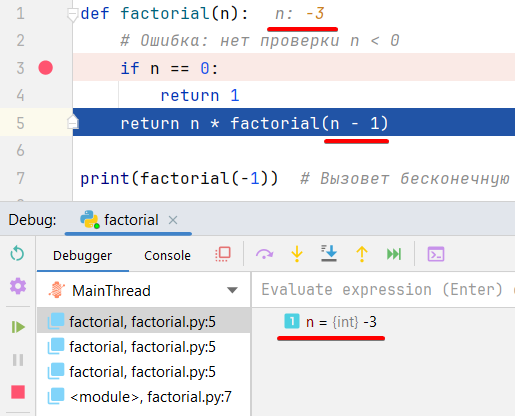 1 def factorial(n): n: -3
2 # Ошибка: нет проверки n < 0
3 if n == 0:
4 return 1
5 return n * factorial(n - 1)
6
7 print(factorial(-1)) # Вызовет бесконечную
Debug: factorial ×
Debugger Console
MainThread
Evaluate expression (Enter)
factorial, factorial.py:5
1 n = {int} -3
factorial, factorial.py:5
factorial, factorial.py:5
<module>, factorial.py:7